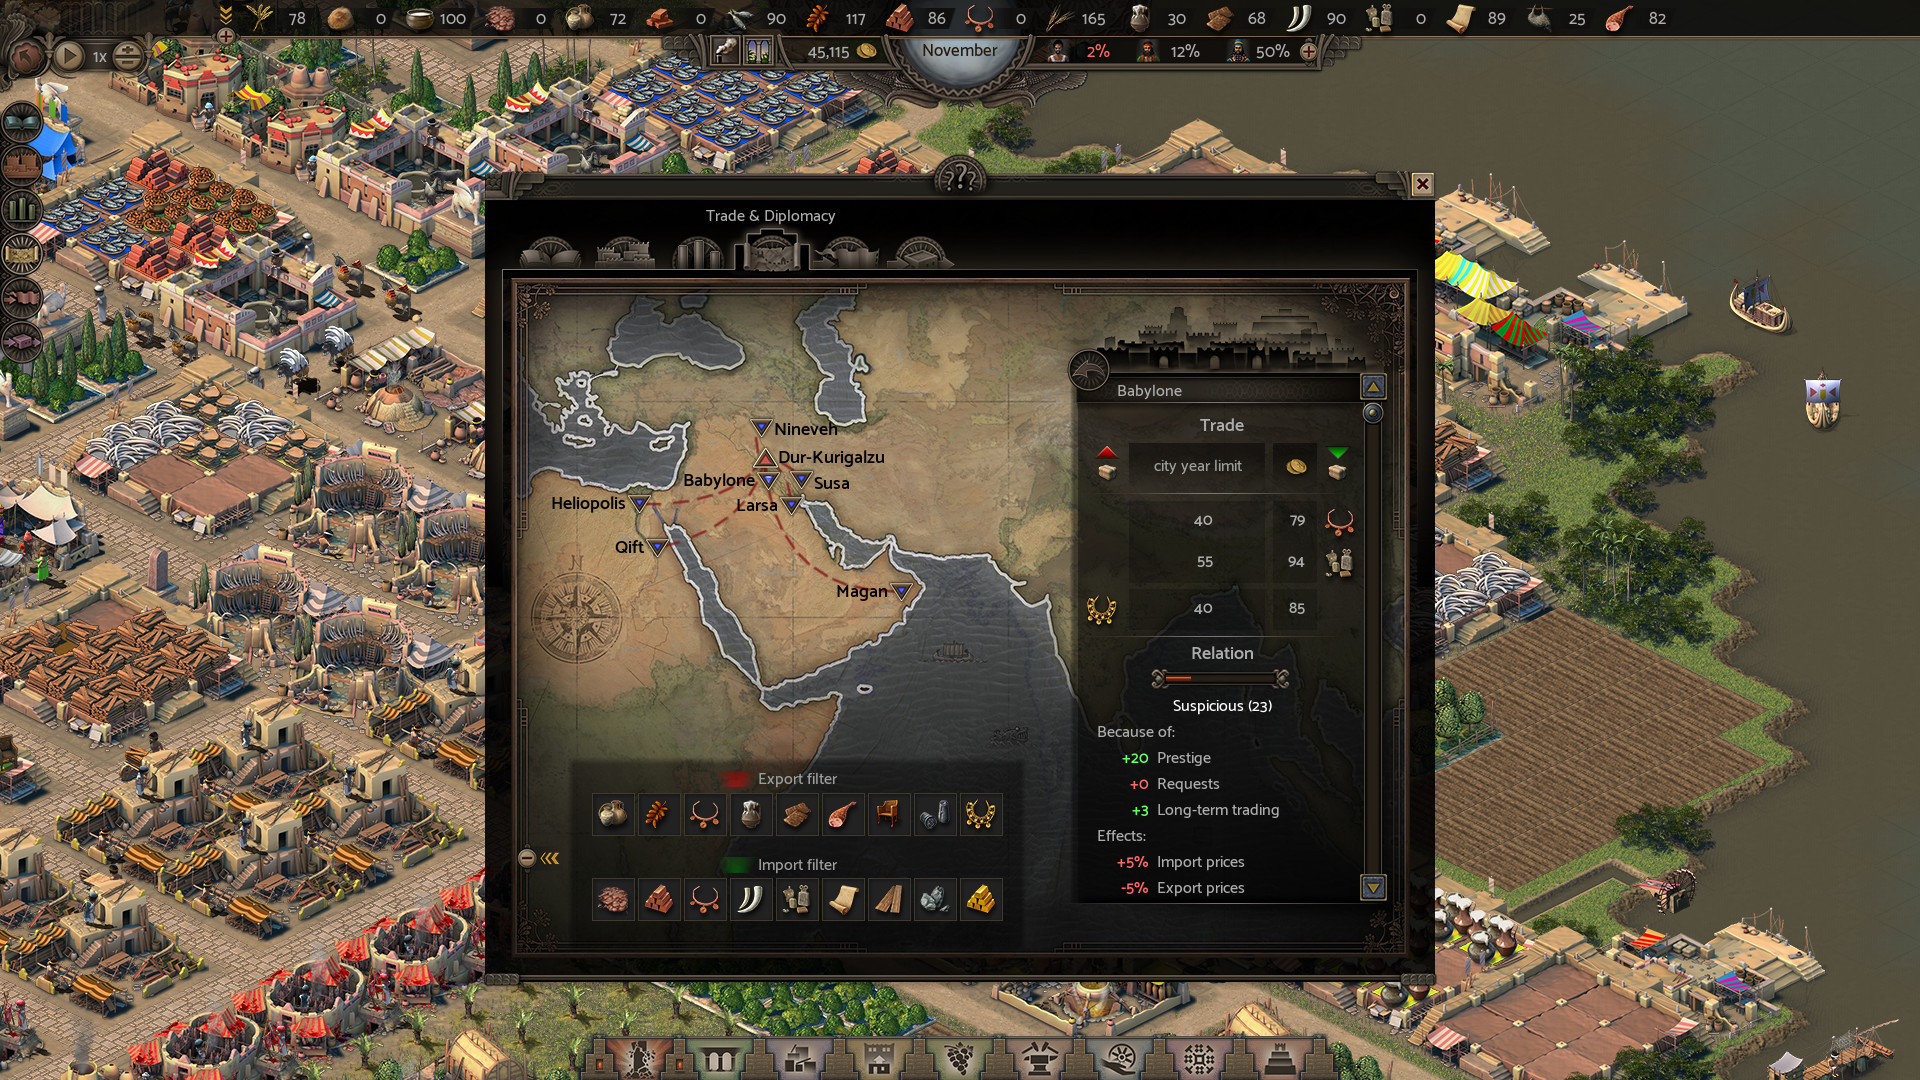 78 0 100 0 72 0 90 117 86 0 165 30 68 90 0 89 25 82
1x 45,115 November 2% 12% 50%
???
Trade & Diplomacy
Babylone
Trade
city year limit
40 79
55 94
40 85
Relation
Suspicious (23)
Because of:
+20 Prestige
+0 Requests
+3 Long-term trading
Effects:
+5% Import prices
-5% Export prices
Nineveh
Dur-Kurigalzu
Babylone
Susa
Heliopolis
Larsa
Qift
N
Magan
Export filter
Import filter